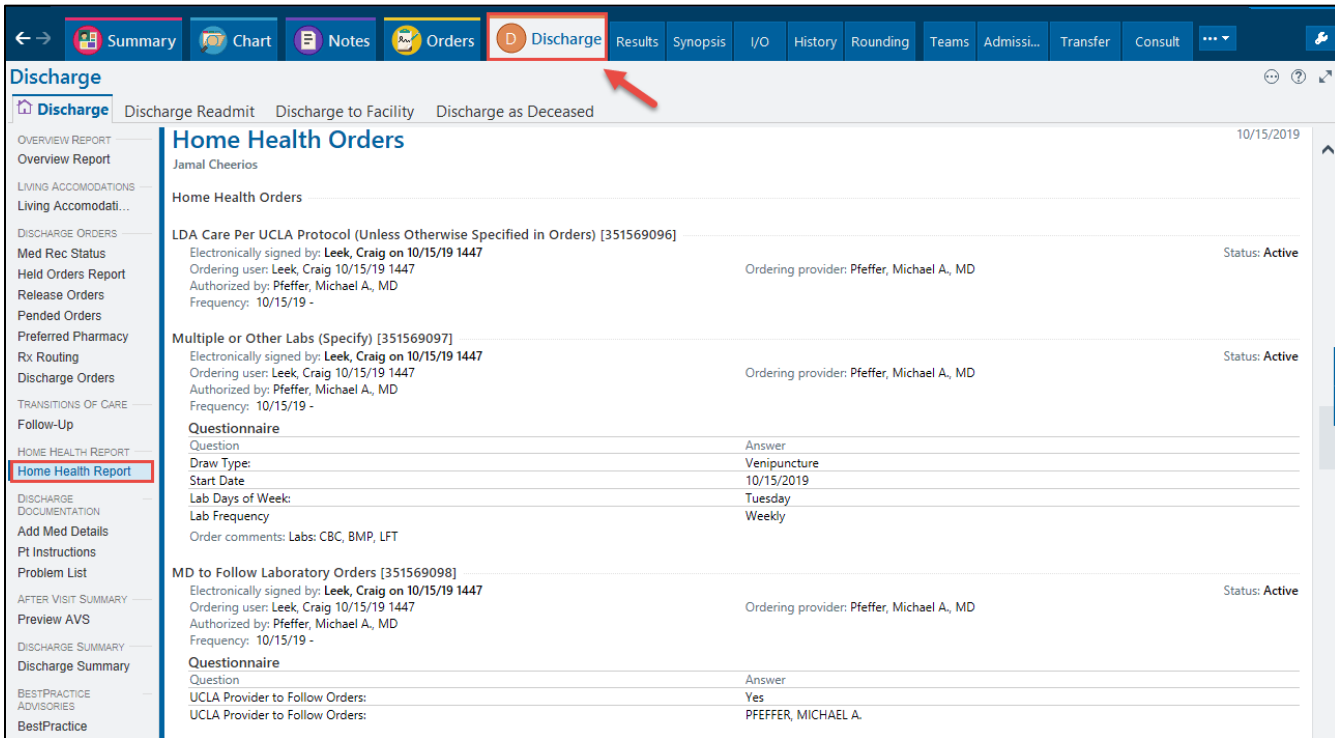 Summary Chart Notes Orders D Discharge Results Synopsis I/O History Rounding Teams Admissi... Transfer Consult
Discharge
Discharge Discharge Readmit Discharge to Facility Discharge as Deceased
OVERVIEW REPORT
Overview Report
LIVING ACCOMODATIONS
Living Accomodati...
DISCHARGE ORDERS
Med Rec Status
Held Orders Report
Release Orders
Pended Orders
Preferred Pharmacy
Rx Routing
Discharge Orders
TRANSITIONS OF CARE
Follow-Up
HOME HEALTH REPORT
Home Health Report
DISCHARGE
DOCUMENTATION
Add Med Details
Pt Instructions
Problem List
AFTER VISIT SUMMARY
Preview AVS
DISCHARGE SUMMARY
Discharge Summary
BESTPRACTICE
ADVISORIES
BestPractice
Home Health Orders 10/15/2019
Jamal Cheerios
Home Health Orders
LDA Care Per UCLA Protocol (Unless Otherwise Specified in Orders) [351569096]
Electronically signed by: Leek, Craig on 10/15/19 1447 Status: Active
Ordering user: Leek, Craig 10/15/19 1447 Ordering provider: Pfeffer, Michael A., MD
Authorized by: Pfeffer, Michael A., MD
Frequency: 10/15/19 -
Multiple or Other Labs (Specify) [351569097]
Electronically signed by: Leek, Craig on 10/15/19 1447 Status: Active
Ordering user: Leek, Craig 10/15/19 1447 Ordering provider: Pfeffer, Michael A., MD
Authorized by: Pfeffer, Michael A., MD
Frequency: 10/15/19 -
Questionnaire
Question Answer
Draw Type: Venipuncture
Start Date 10/15/2019
Lab Days of Week: Tuesday
Lab Frequency Weekly
Order comments: Labs: CBC, BMP, LFT
MD to Follow Laboratory Orders [351569098]
Electronically signed by: Leek, Craig on 10/15/19 1447 Status: Active
Ordering user: Leek, Craig 10/15/19 1447 Ordering provider: Pfeffer, Michael A., MD
Authorized by: Pfeffer, Michael A., MD
Frequency: 10/15/19 -
Questionnaire
Question Answer
UCLA Provider to Follow Orders: Yes
UCLA Provider to Follow Orders: PFEFFER, MICHAEL A.